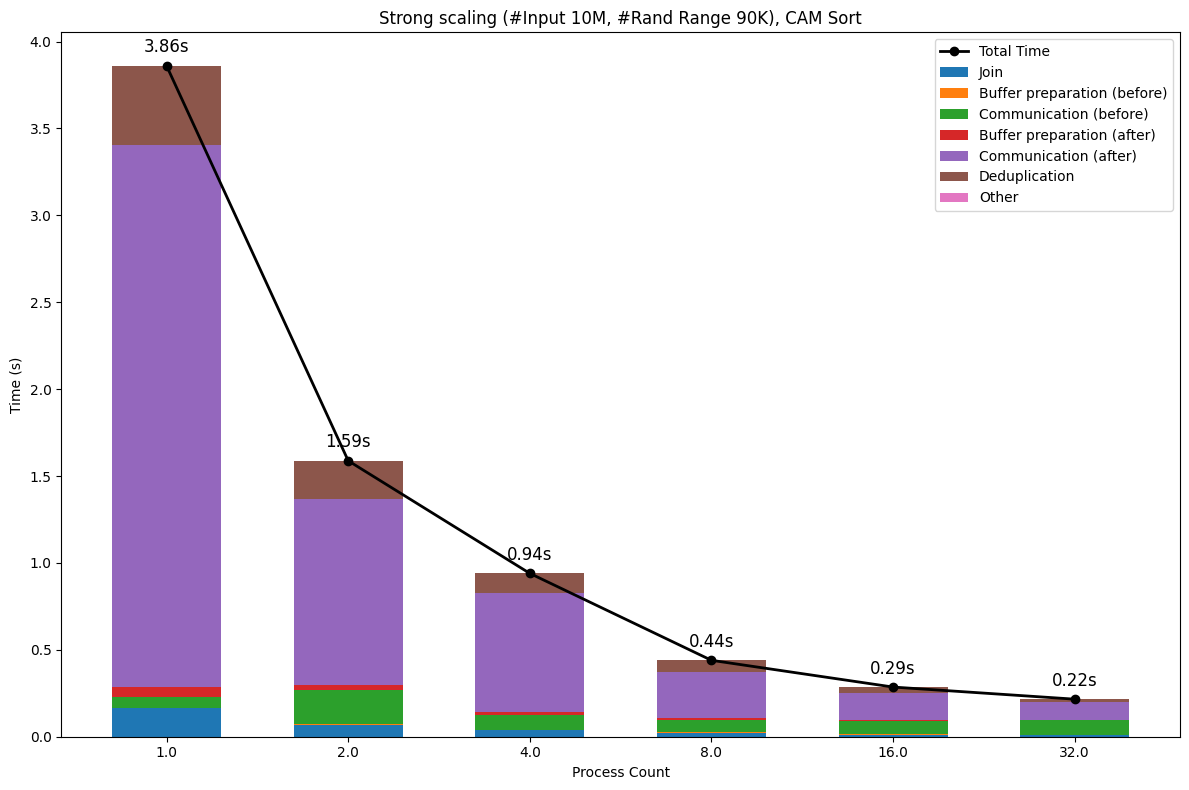 Strong scaling (#Input 10M, #Rand Range 90K), CAM Sort
Time (s)
4.0
3.5
3.0
2.5
2.0
1.5
1.0
0.5
0.0
3.86s
1.59s
0.94s
0.44s
0.29s
0.22s
Total Time
Join
Buffer preparation (before)
Communication (before)
Buffer preparation (after)
Communication (after)
Deduplication
Other
1.0 2.0 4.0 8.0 16.0 32.0
Process Count